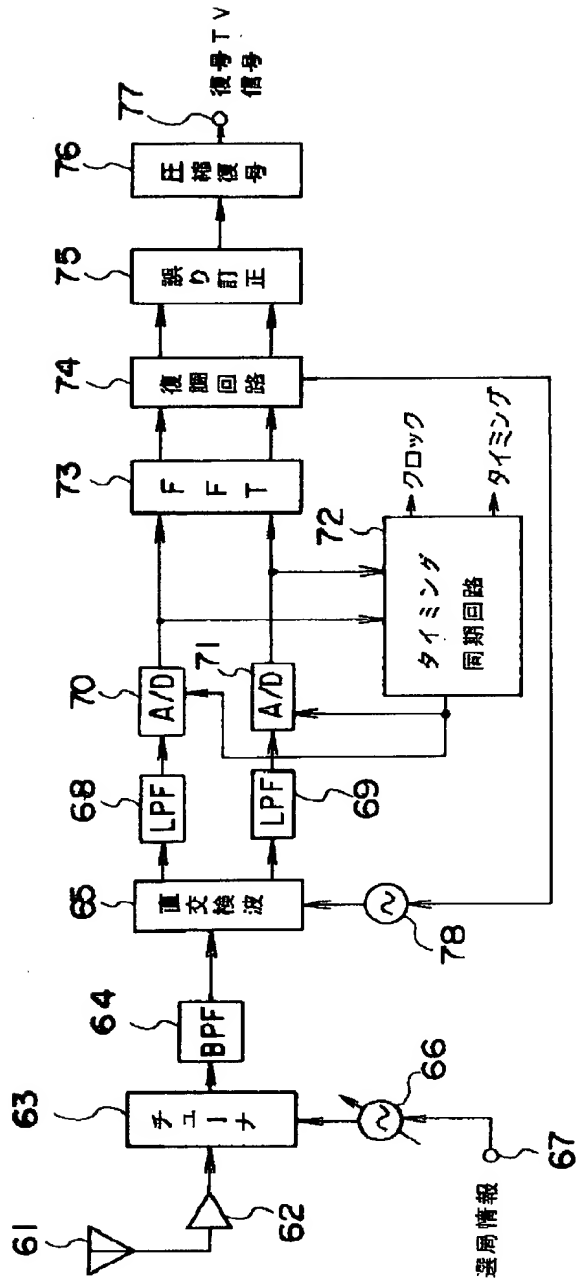 61
62
63
チューナ
64
BPF
65
直交検波
66
67
選局情報
68
LPF
69
LPF
70
A/D
71
A/D
72
タイミング
同期回路
クロック
タイミング
73
FFT
74
復調回路
75
誤り訂正
76
圧縮復号
77
復号TV
信号
78